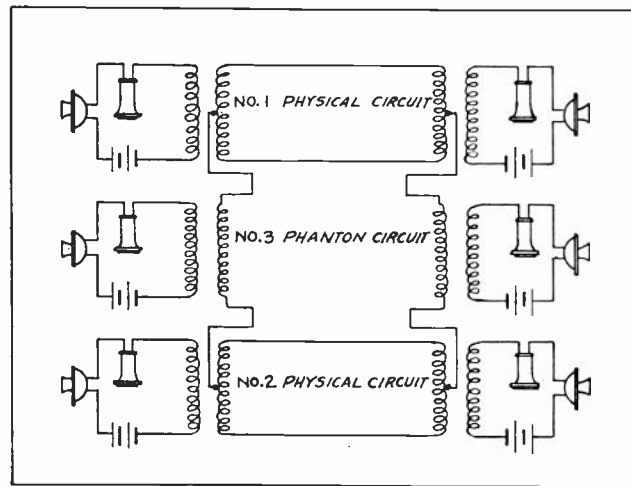 NO.1 PHYSICAL CIRCUIT
NO.3 PHANTON CIRCUIT
NO.2 PHYSICAL CIRCUIT